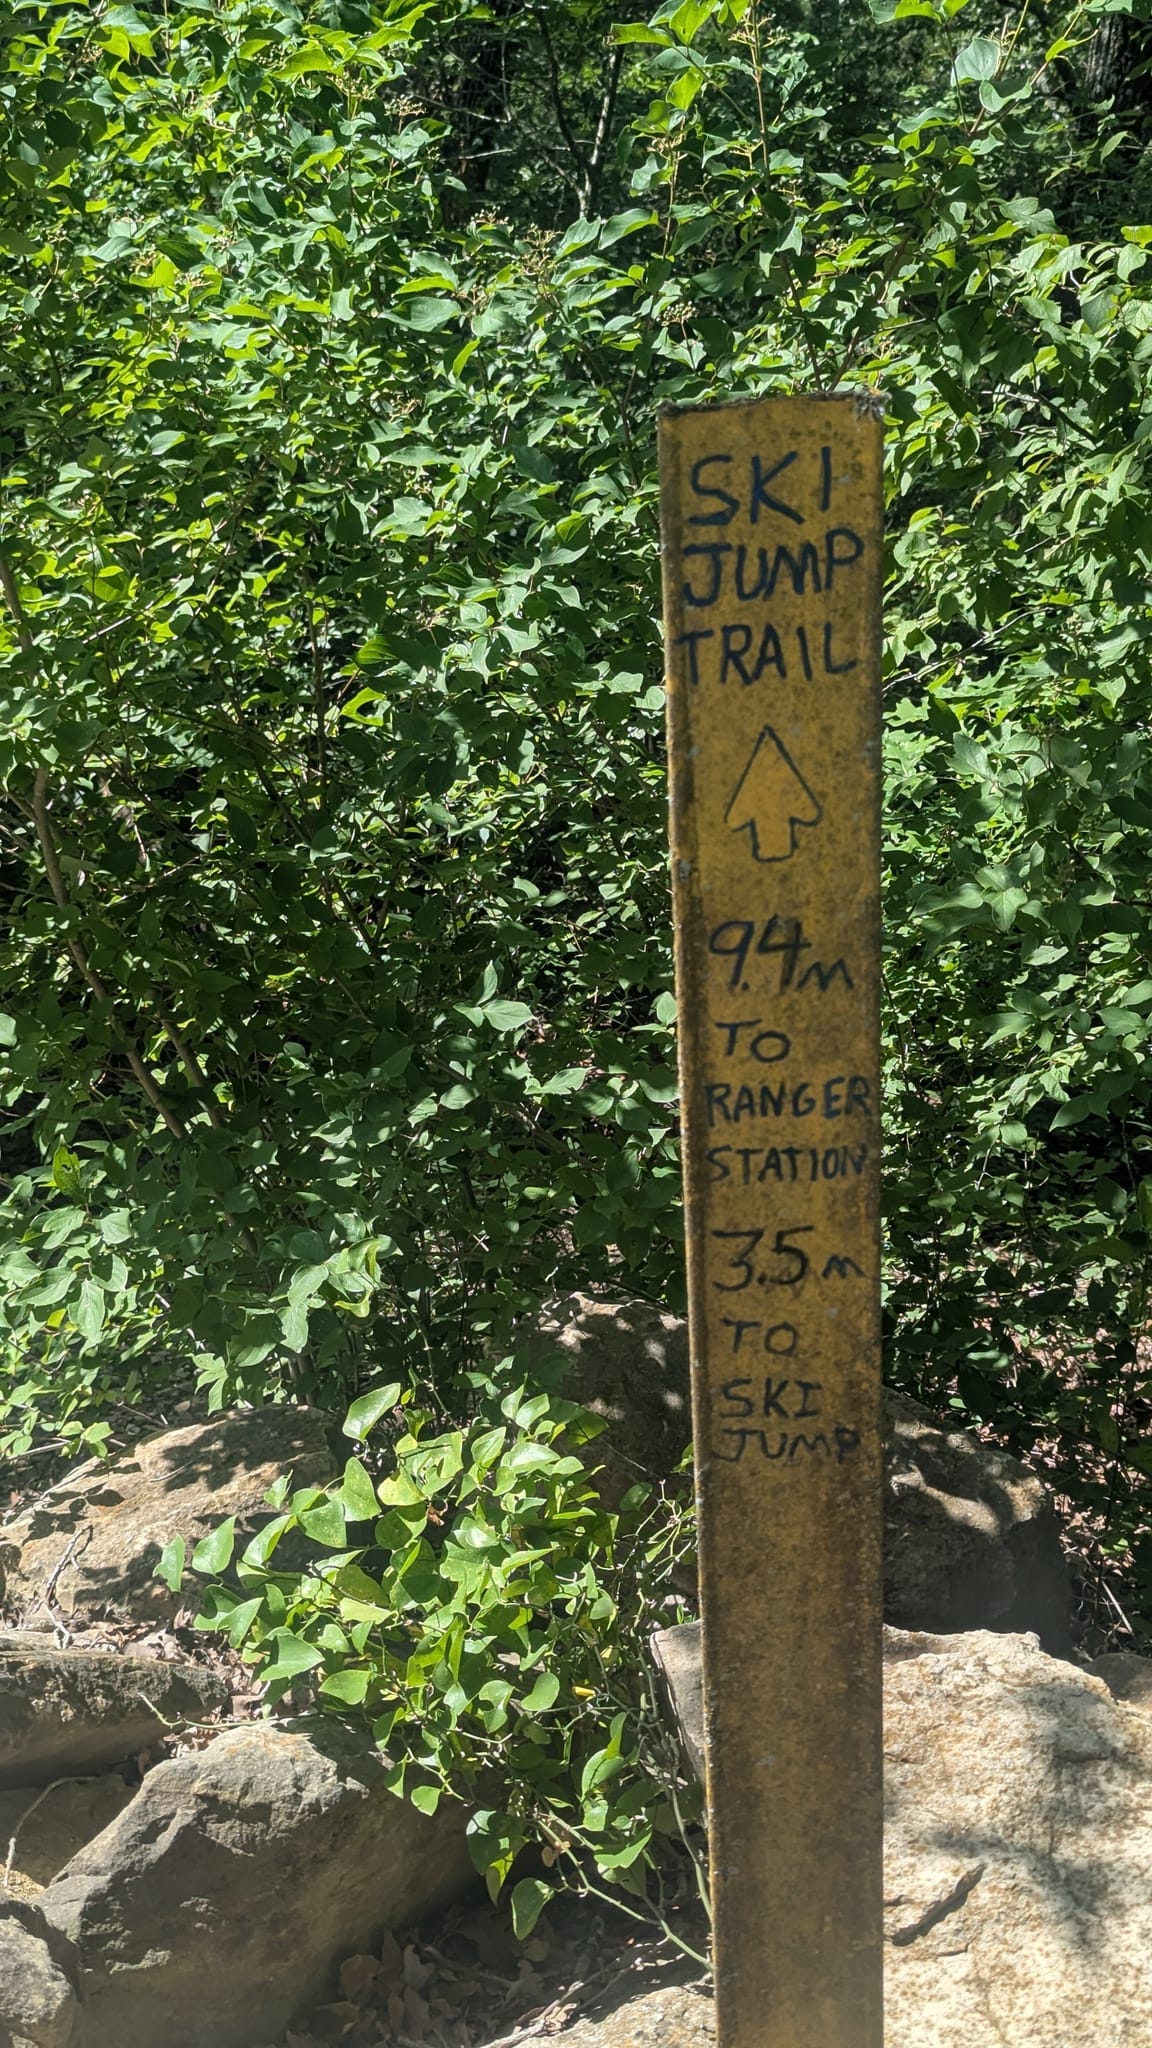 SKI
JUMP
TRAIL
9.4m
TO
RANGER
STATION
3.5m
TO
SKI
JUMP